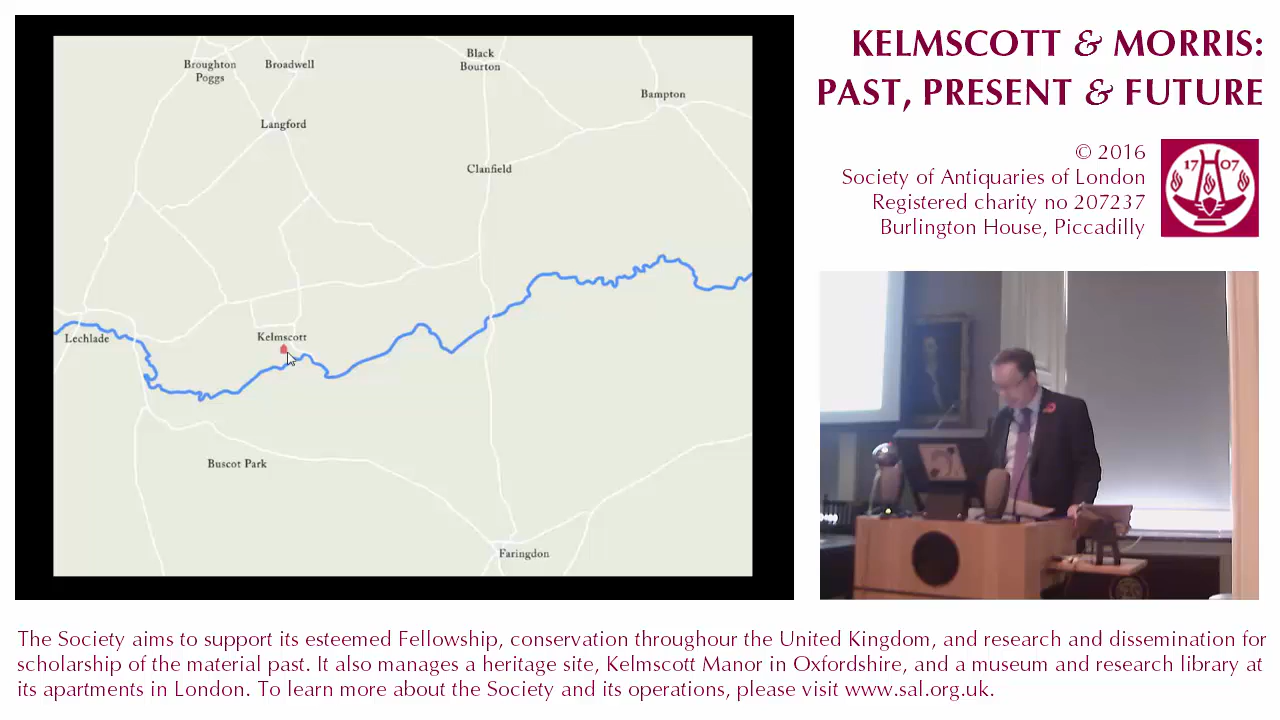 KELMSCOTT & MORRIS:
PAST, PRESENT & FUTURE
© 2016
Society of Antiquaries of London
Registered charity no 207237
Burlington House, Piccadilly
17 07
Broughton
Poggs
Broadwell
Black
Bourton
Bampton
Langford
Clanfield
Kelmscott
Lechlade
Buscot Park
Faringdon
The Society aims to support its esteemed Fellowship, conservation throughour the United Kingdom, and research and dissemination for
scholarship of the material past. It also manages a heritage site, Kelmscott Manor in Oxfordshire, and a museum and research library at
its apartments in London. To learn more about the Society and its operations, please visit www.sal.org.uk.